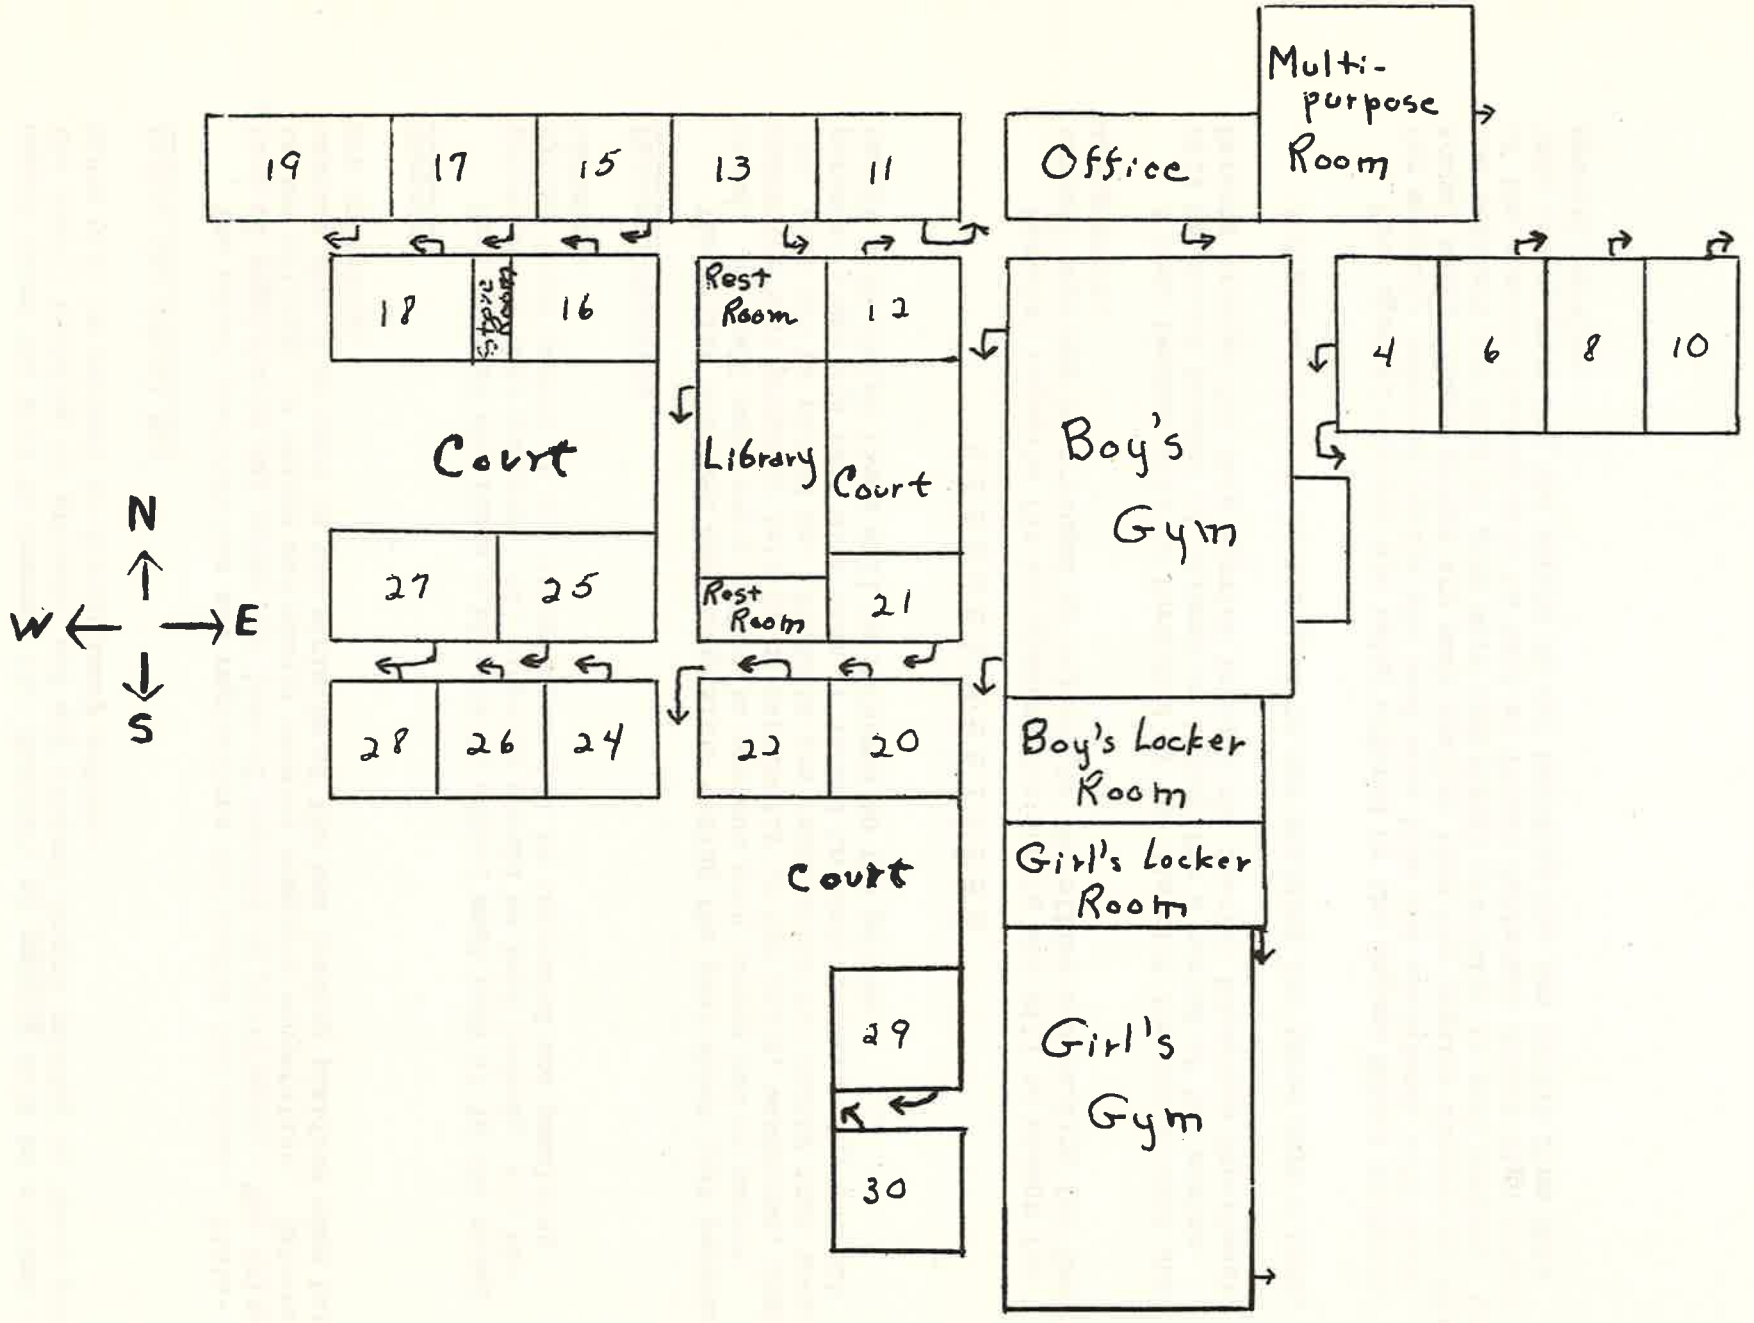 Multi-
purpose
Room
19
17
15
13
11
Office
18
Store
Room
16
Rest
Room
12
4
6
8
10
Court
Library
Court
Boy's
Gym
N
W
E
S
27
25
Rest
Room
21
28
26
24
22
20
Boy's Locker
Room
Court
Girl's Locker
Room
29
Girl's
Gym
30